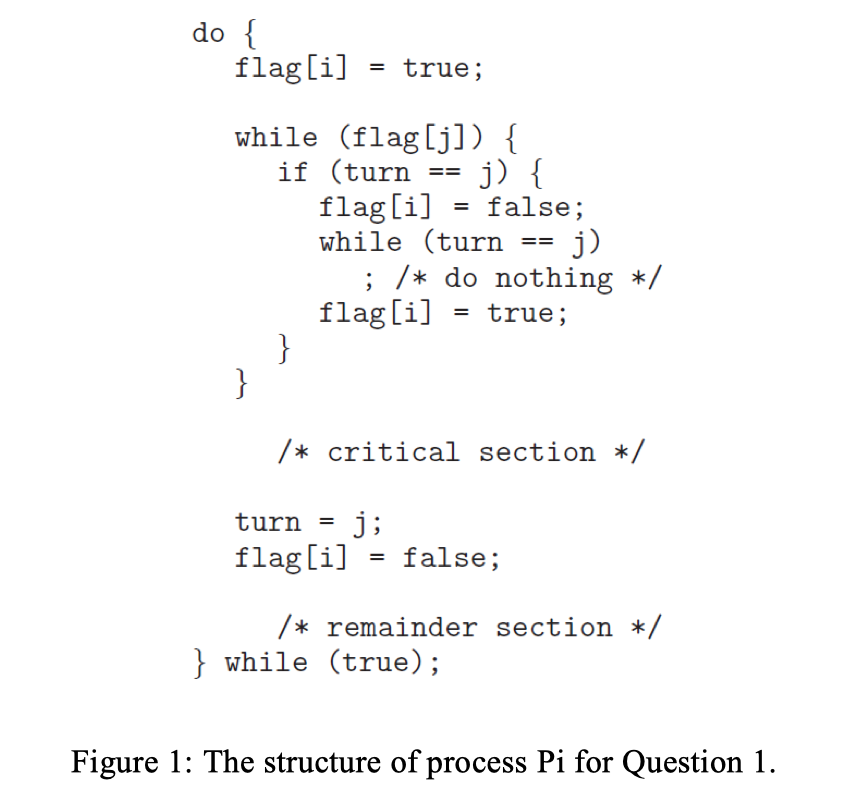 do {
flag[i] = true;
while (flag[j]) {
if (turn == j) {
flag[i] = false;
while (turn == j)
; /* do nothing */
flag[i] = true;
}
}
/* critical section */
turn = j;
flag[i] = false;
/* remainder section */
} while (true);
Figure 1: The structure of process Pi for Question 1.